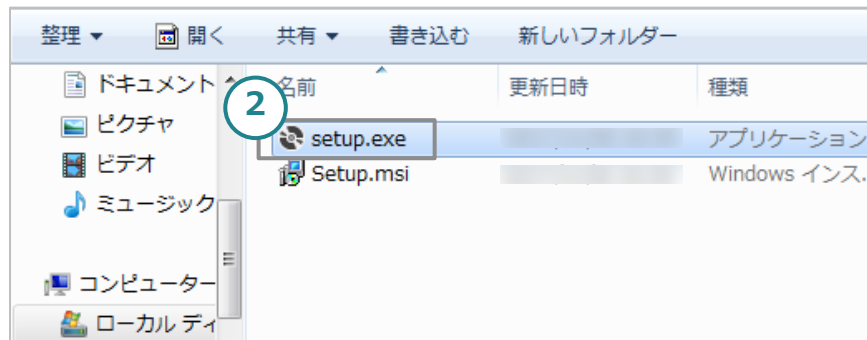 整理 開く 共有 書き込む 新しいフォルダー
ドキュメント
ピクチャ
ビデオ
ミュージック
コンピューター
ローカル ディ
名前 更新日時 種類
2
setup.exe アプリケーション
Setup.msi Windows インス.